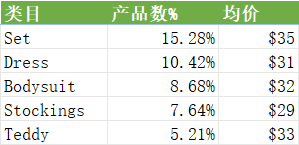 类目 产品数% 均价
Set 15.28% $35
Dress 10.42% $31
Bodysuit 8.68% $32
Stockings 7.64% $29
Teddy 5.21% $33